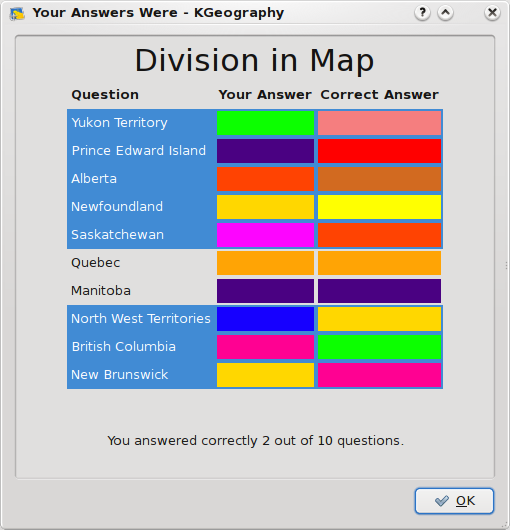 Your Answers Were - KGeography
Division in Map
Question Your Answer Correct Answer
Yukon Territory
Prince Edward Island
Alberta
Newfoundland
Saskatchewan
Quebec
Manitoba
North West Territories
British Columbia
New Brunswick
You answered correctly 2 out of 10 questions.
OK